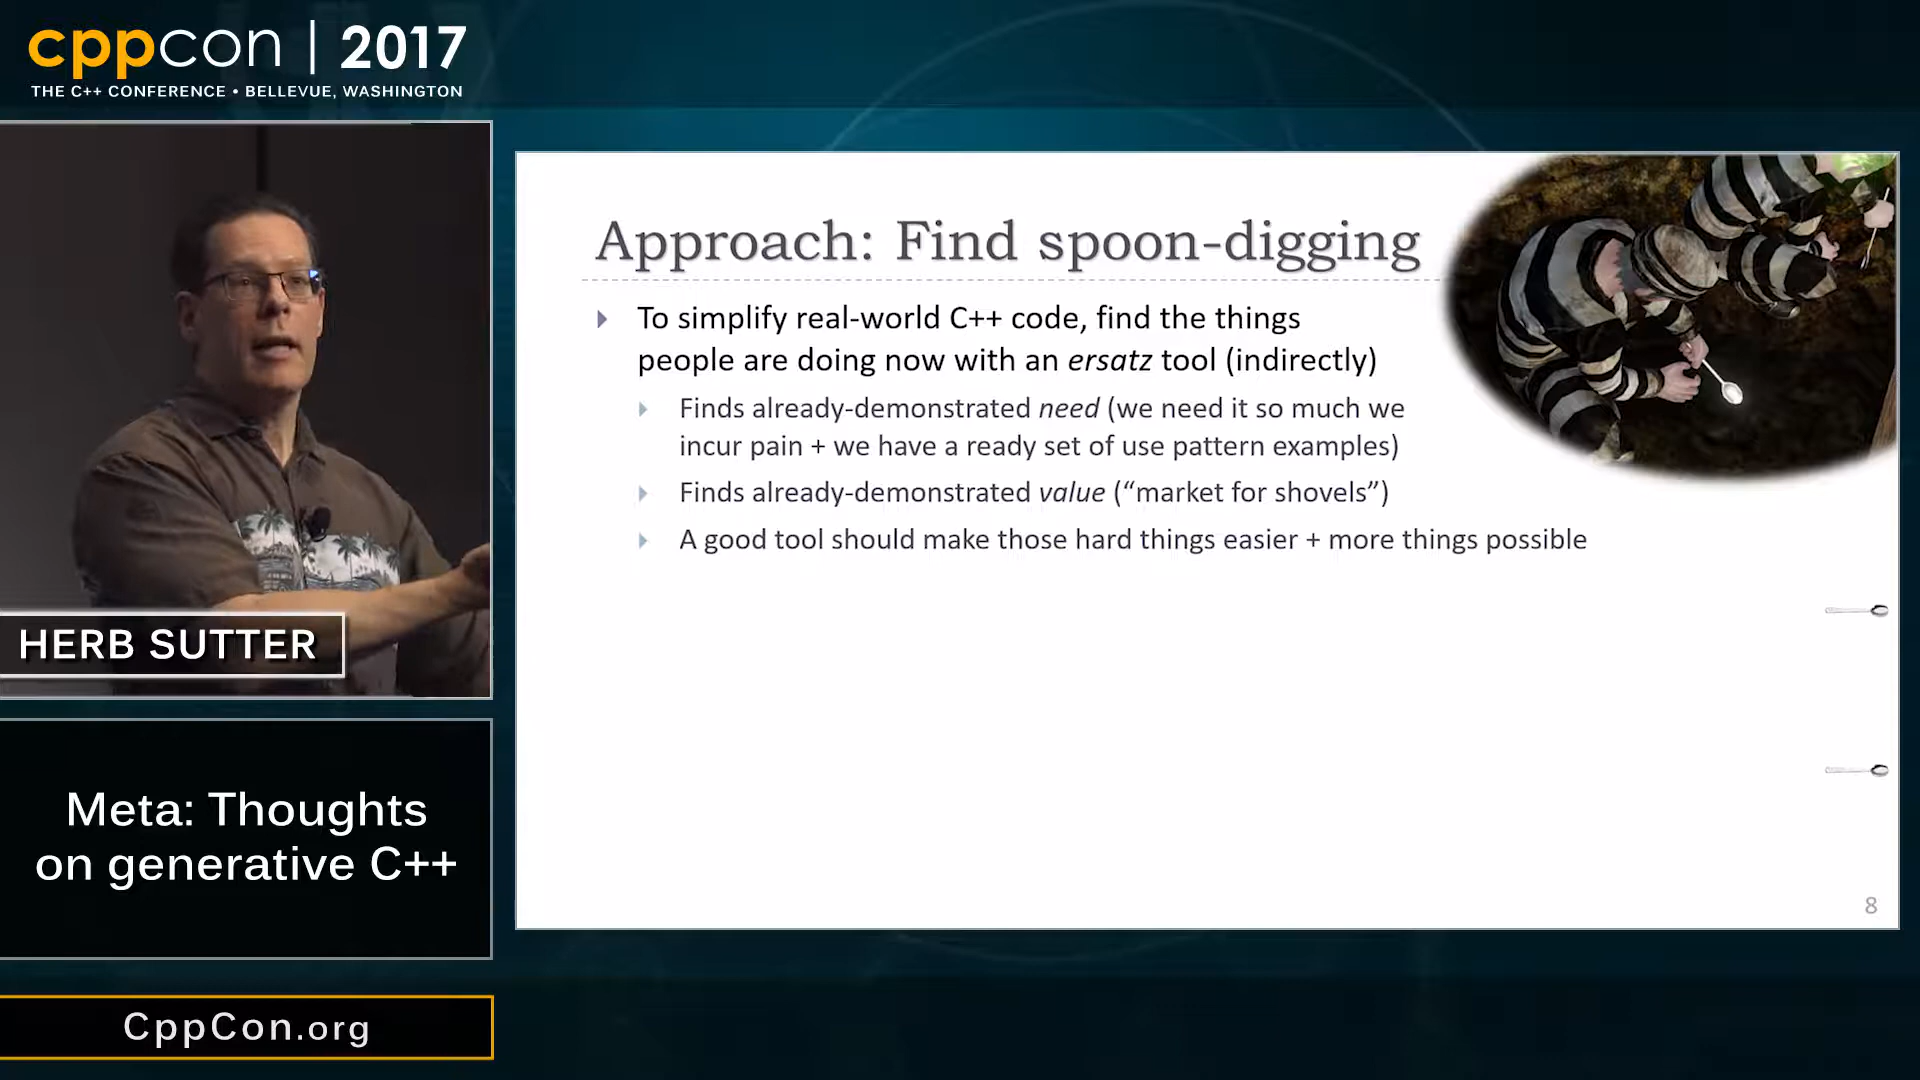 cppcon | 2017
THE C++ CONFERENCE • BELLEVUE, WASHINGTON
HERB SUTTER
Meta: Thoughts
on generative C++
CppCon.org
Approach: Find spoon-digging
To simplify real-world C++ code, find the things
people are doing now with an ersatz tool (indirectly)
Finds already-demonstrated need (we need it so much we
incur pain + we have a ready set of use pattern examples)
Finds already-demonstrated value (“market for shovels”)
A good tool should make those hard things easier + more things possible
8